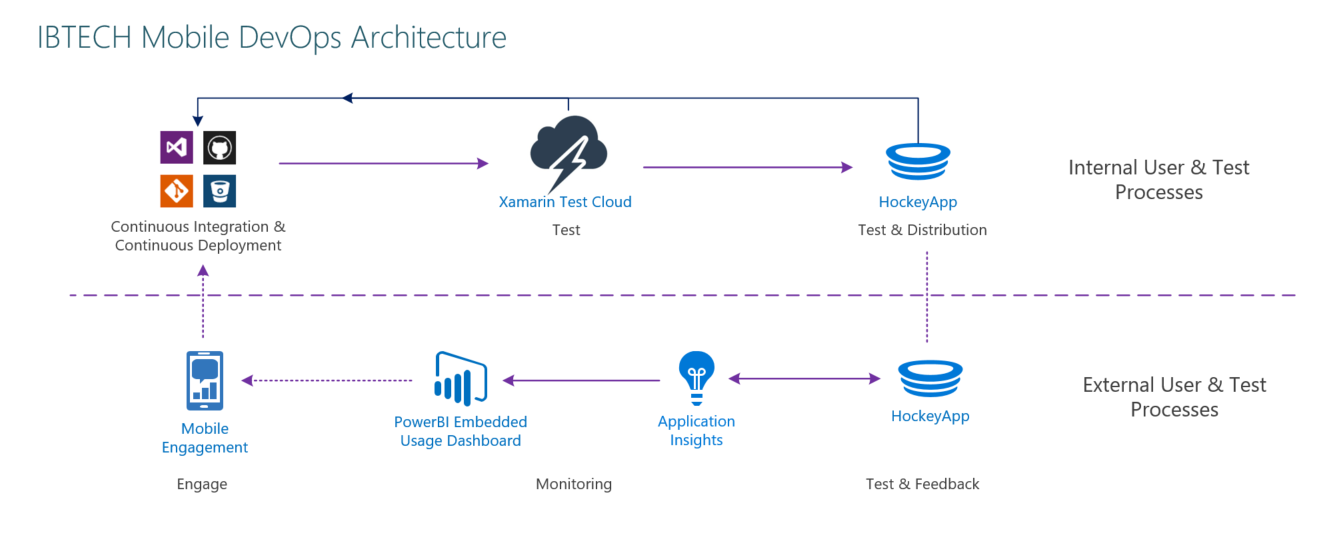 IBTECH Mobile DevOps Architecture
Continuous Integration &
Continuous Deployment
Xamarin Test Cloud
Test
HockeyApp
Test & Distribution
Internal User & Test
Processes
Mobile
Engagement
Engage
PowerBI Embedded
Usage Dashboard
Application
Insights
Monitoring
HockeyApp
Test & Feedback
External User & Test
Processes